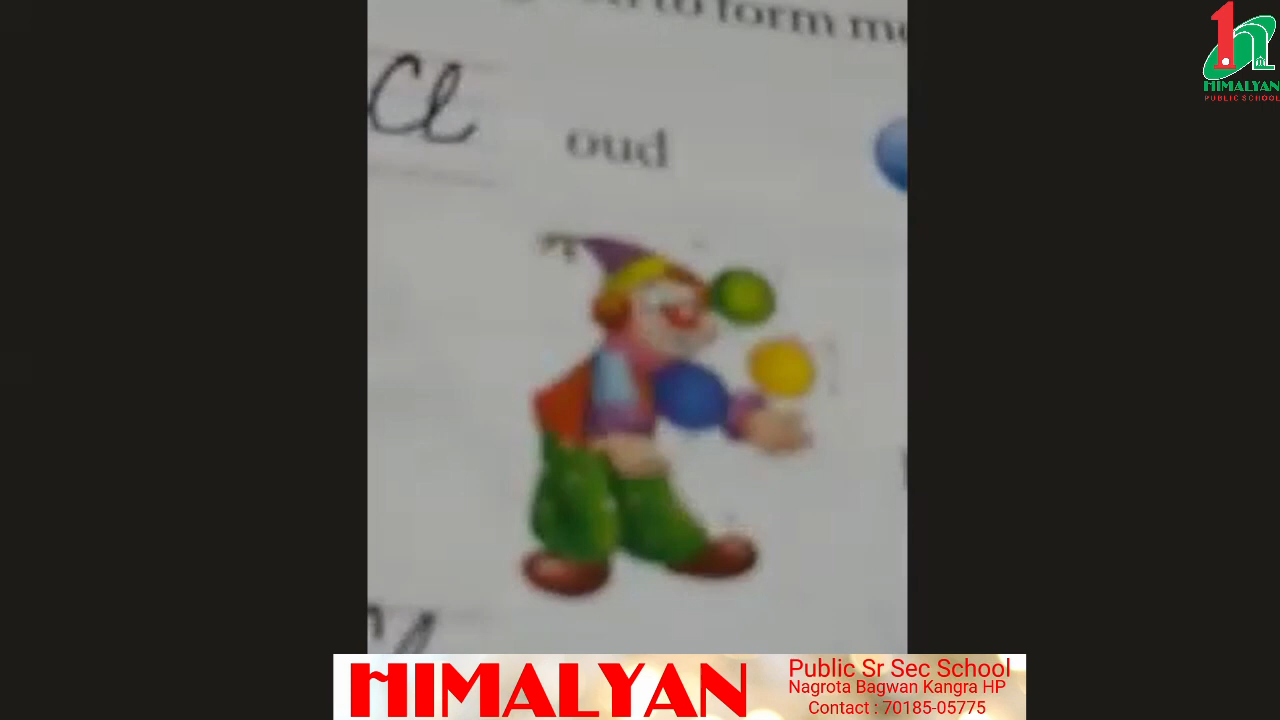 to form
Cl oud
HIMALYAN
PUBLIC SCHOOL
HIMALYAN
Public Sr Sec School
Nagrota Bagwan Kangra HP
Contact : 70185-05775